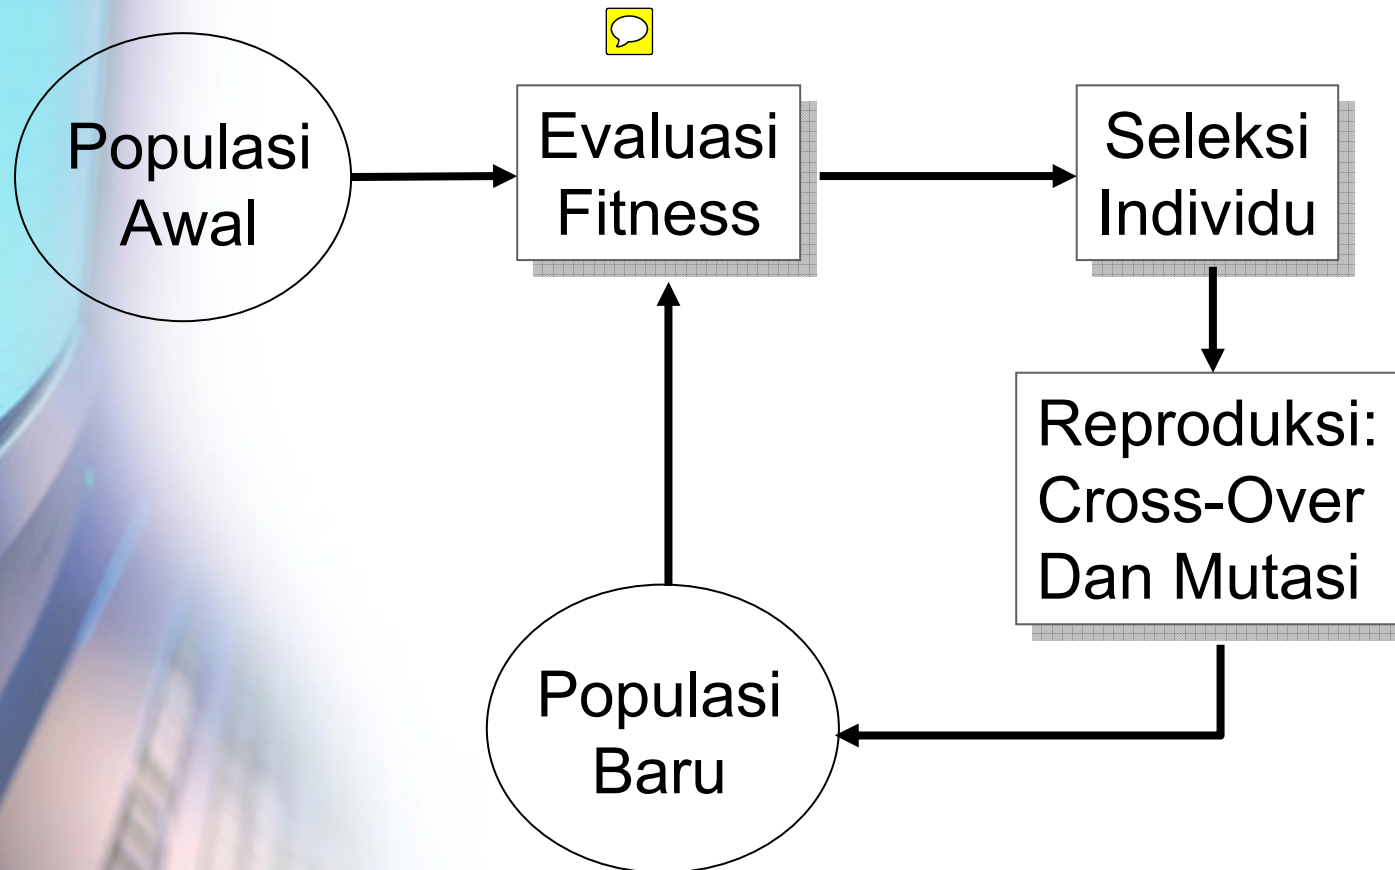 Populasi
Awal
Evaluasi
Fitness
Seleksi
Individu
Reproduksi:
Cross-Over
Dan Mutasi
Populasi
Baru